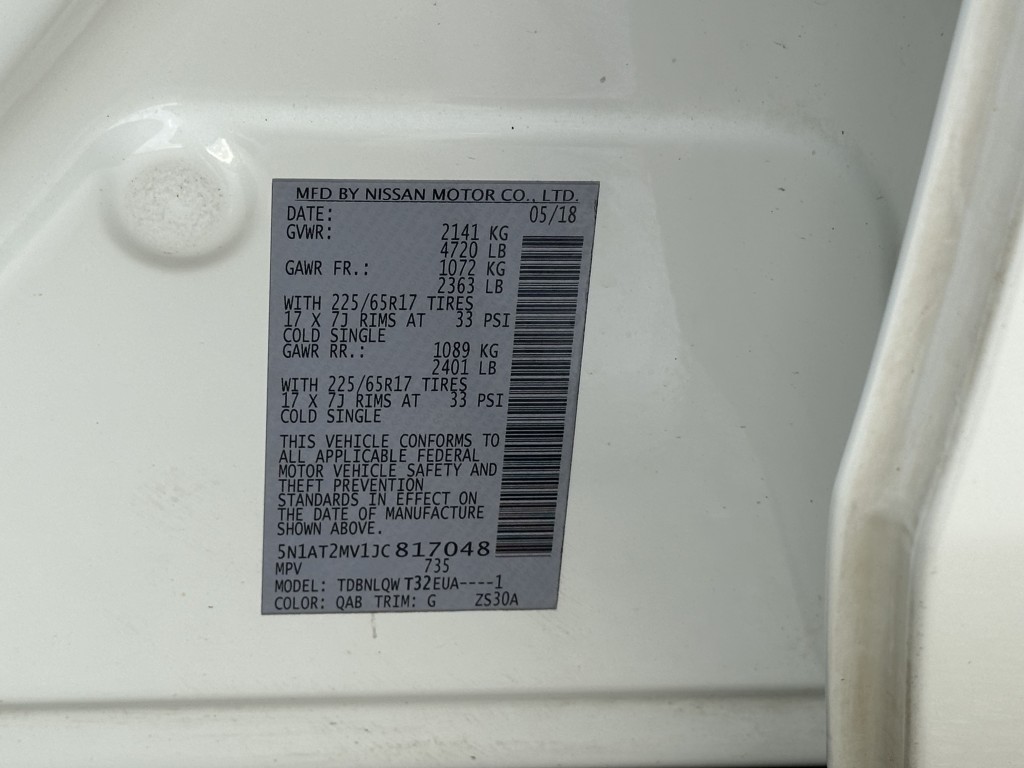 MFD BY NISSAN MOTOR CO., LTD.
DATE: 05/18
GVWR: 2141 KG
4720 LB
GAWR FR.: 1072 KG
2363 LB
WITH 225/65R17 TIRES
17 X 7J RIMS AT 33 PSI
COLD SINGLE
GAWR RR.: 1089 KG
2401 LB
WITH 225/65R17 TIRES
17 X 7J RIMS AT 33 PSI
COLD SINGLE
THIS VEHICLE CONFORMS TO
ALL APPLICABLE FEDERAL
MOTOR VEHICLE SAFETY AND
THEFT PREVENTION
STANDARDS IN EFFECT ON
THE DATE OF MANUFACTURE
SHOWN ABOVE.
5N1AT2MV1JC817048
MPV 735
MODEL: TDBNLQW T32EUA----1
COLOR: QAB TRIM: G ZS30A